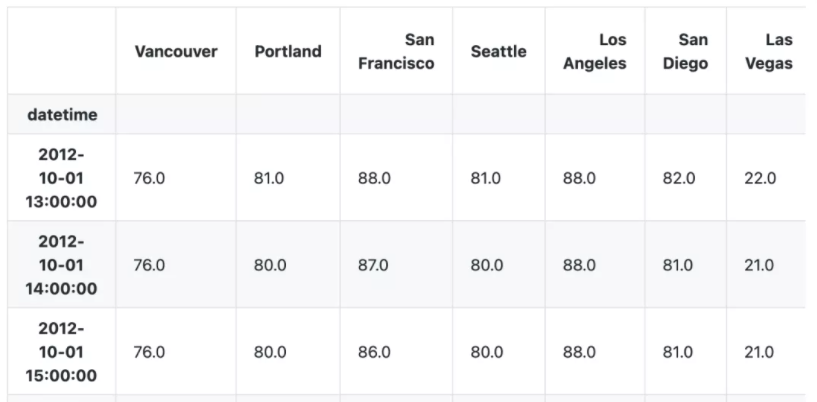 Vancouver Portland San Francisco Seattle Los Angeles San Diego Las Vegas
datetime
2012-10-01 13:00:00 76.0 81.0 88.0 81.0 88.0 82.0 22.0
2012-10-01 14:00:00 76.0 80.0 87.0 80.0 88.0 81.0 21.0
2012-10-01 15:00:00 76.0 80.0 86.0 80.0 88.0 81.0 21.0